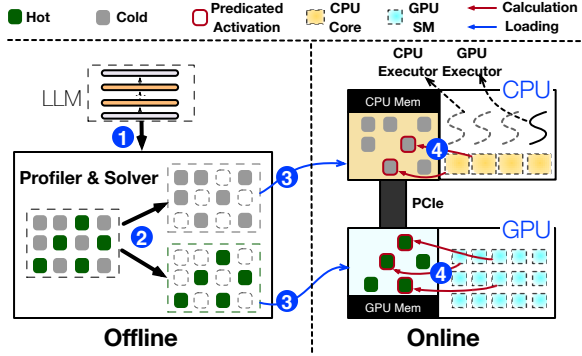 Hot
Cold
Predicated
Activation
CPU
Core
GPU
SM
Calculation
Loading
LLM
1
Profiler & Solver
2
3
3
Offline
CPU
Executor
GPU
Executor
CPU
CPU Mem
4
PCIe
GPU
4
GPU Mem
Online